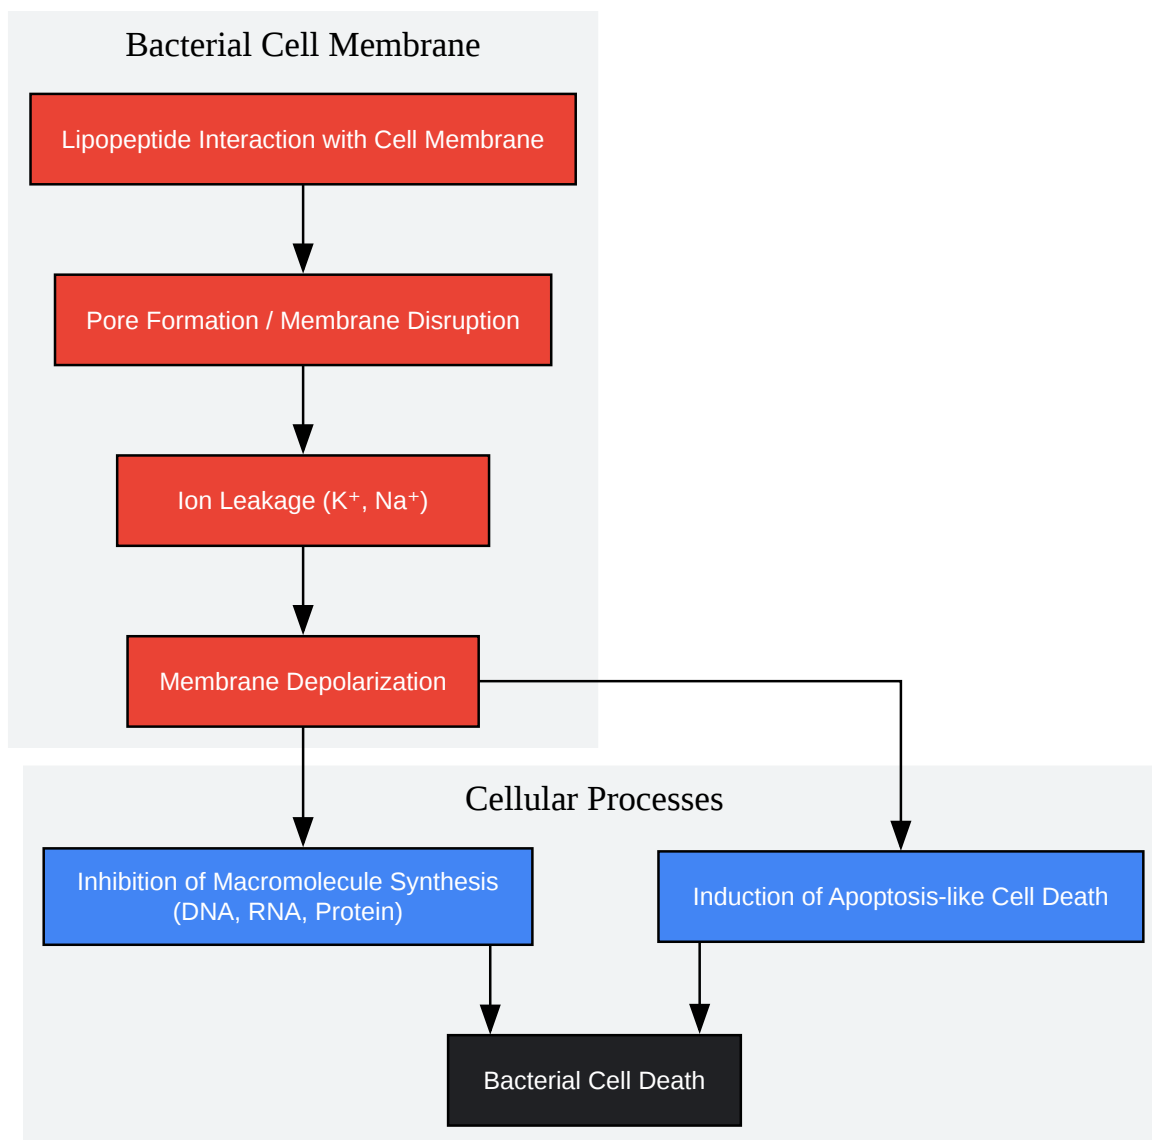 Bacterial Cell Membrane
Lipopeptide Interaction with Cell Membrane
Pore Formation / Membrane Disruption
Ion Leakage (K⁺, Na⁺)
Membrane Depolarization
Cellular Processes
Inhibition of Macromolecule Synthesis
(DNA, RNA, Protein)
Induction of Apoptosis-like Cell Death
Bacterial Cell Death